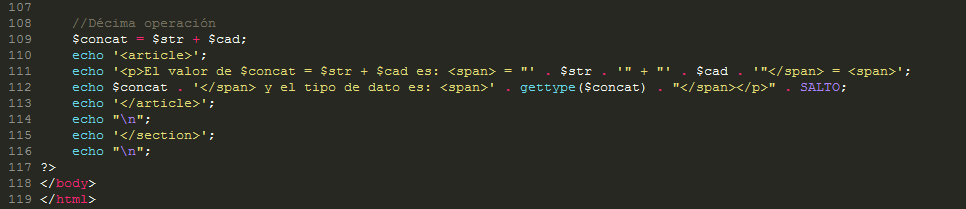 107
108 //Décima operación
109 $concat = $str + $cad;
110 echo '<article>';
111 echo '<p>El valor de $concat = $str + $cad es: <span> = "' . $str . '" + "' . $cad . '"</span> = <span>';
112 echo $concat . '</span> y el tipo de dato es: <span>' . gettype($concat) . "</span></p>" . SALTO;
113 echo '</article>';
114 echo "\n";
115 echo '</section>';
116 echo "\n";
117 ?>
118 </body>
119 </html>